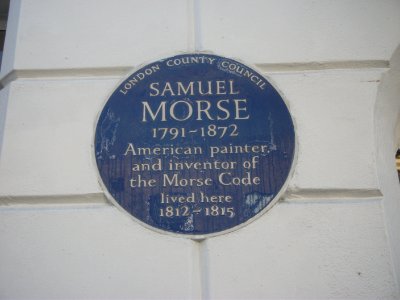 LONDON COUNTY COUNCIL
SAMUEL
MORSE
1791-1872
American painter,
and inventor of
the Morse Code
lived here
1812-1815